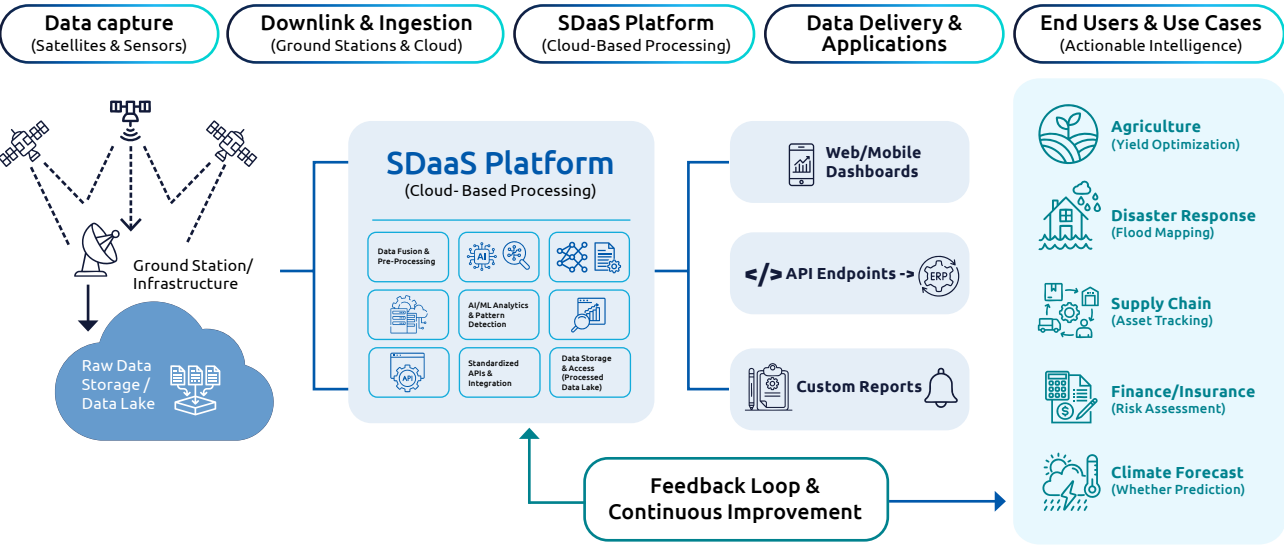 Data capture
(Satellites & Sensors)
Downlink & Ingestion
(Ground Stations & Cloud)
SDaaS Platform
(Cloud-Based Processing)
Data Delivery &
Applications
End Users & Use Cases
(Actionable Intelligence)
Ground Station/
Infrastructure
Raw Data
Storage /
Data Lake
SDaaS Platform
(Cloud- Based Processing)
Data Fusion &
Pre-Processing
AI
AI/ML Analytics
& Pattern
Detection
API
Standardized
APIs &
Integration
Data Storage
& Access
(Processed
Data Lake)
Web/Mobile
Dashboards
</> API Endpoints -> ERP
Custom Reports
Agriculture
(Yield Optimization)
Disaster Response
(Flood Mapping)
Supply Chain
(Asset Tracking)
Finance/Insurance
(Risk Assessment)
Climate Forecast
(Whether Prediction)
Feedback Loop &
Continuous Improvement